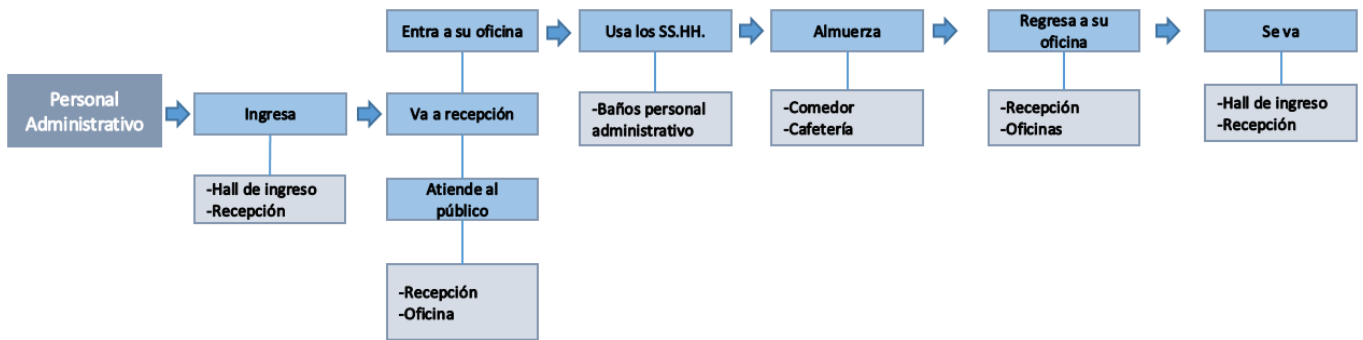 Personal
Administrativo
Ingresa
-Hall de ingreso
-Recepción
Entra a su oficina
Va a recepción
Atiende al
público
-Recepción
-Oficina
Usa los SS.HH.
-Baños personal
administrativo
Almuerza
-Comedor
-Cafetería
Regresa a su
oficina
-Recepción
-Oficinas
Se va
-Hall de ingreso
-Recepción